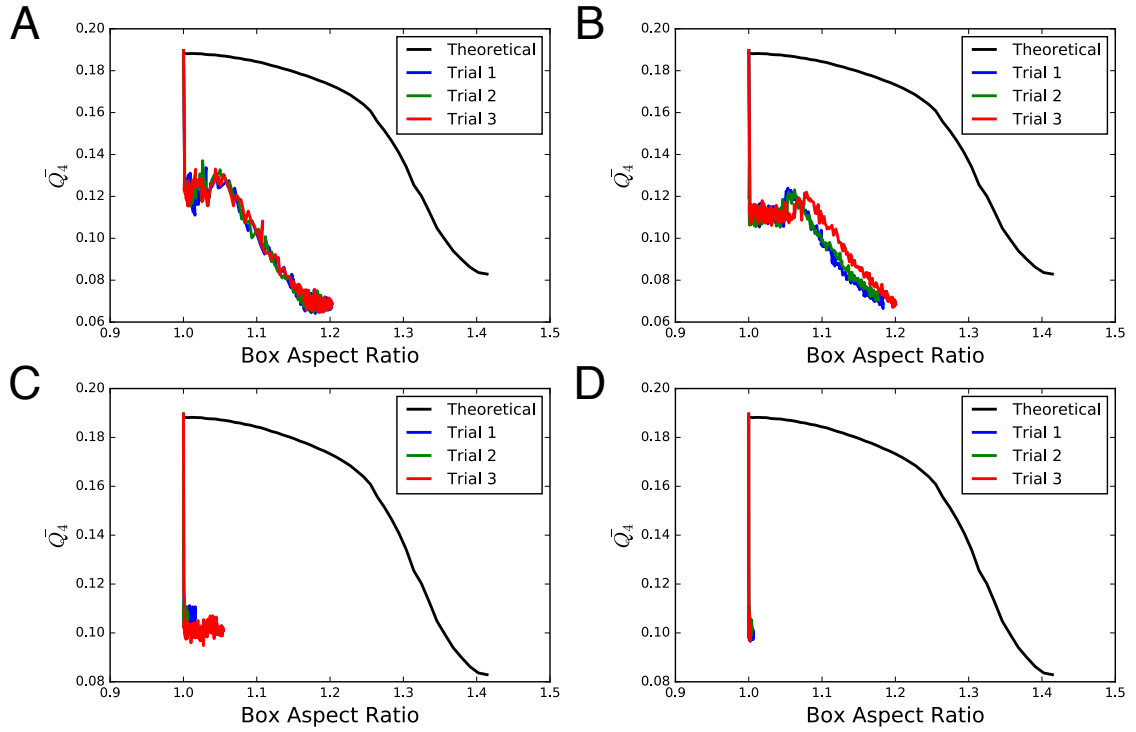 A
0.20
0.18
0.16
0.14
0.12
0.10
0.08
0.06
0.9 1.0 1.1 1.2 1.3 1.4 1.5
Box Aspect Ratio
Q̄4
Theoretical
Trial 1
Trial 2
Trial 3
B
0.20
0.18
0.16
0.14
0.12
0.10
0.08
0.06
0.9 1.0 1.1 1.2 1.3 1.4 1.5
Box Aspect Ratio
Q̄4
Theoretical
Trial 1
Trial 2
Trial 3
C
0.20
0.18
0.16
0.14
0.12
0.10
0.08
0.9 1.0 1.1 1.2 1.3 1.4 1.5
Box Aspect Ratio
Q̄4
Theoretical
Trial 1
Trial 2
Trial 3
D
0.20
0.18
0.16
0.14
0.12
0.10
0.08
0.9 1.0 1.1 1.2 1.3 1.4 1.5
Box Aspect Ratio
Q̄4
Theoretical
Trial 1
Trial 2
Trial 3